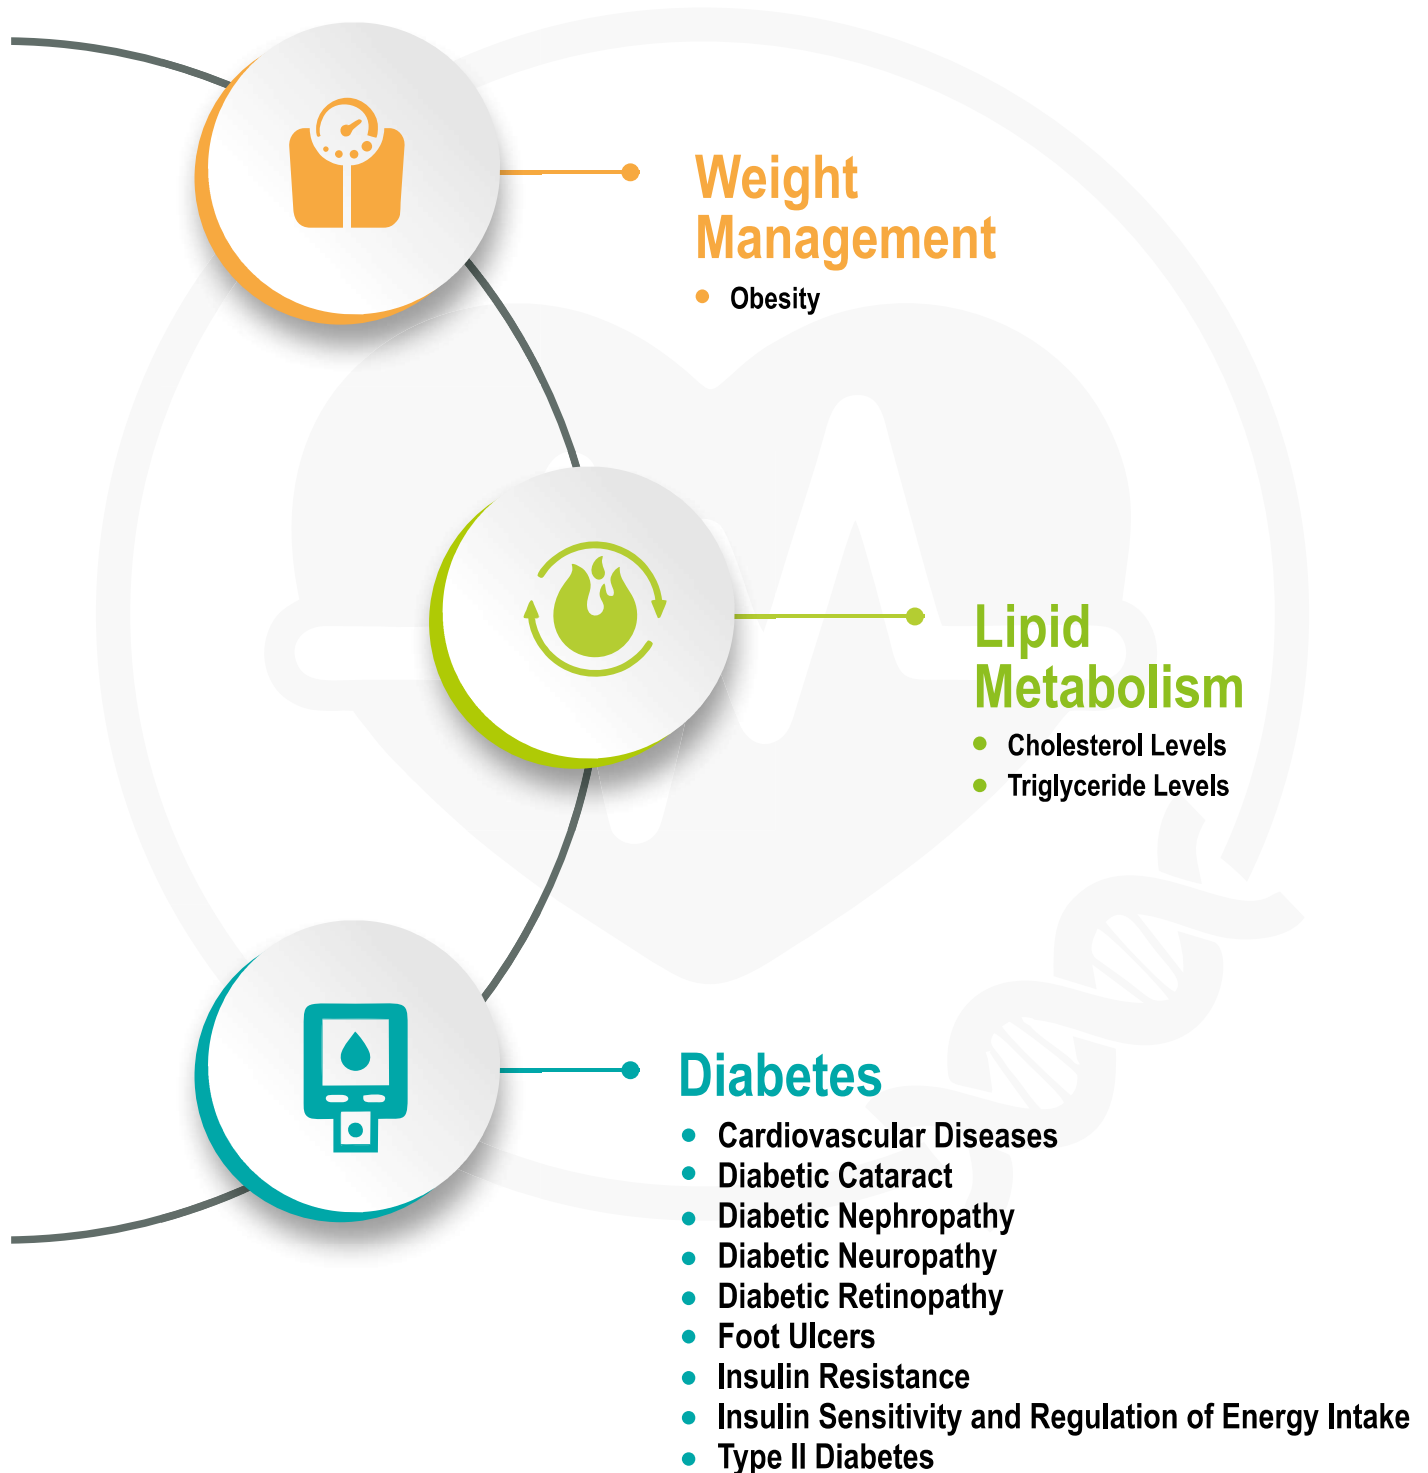 Weight
Management
Obesity
Lipid
Metabolism
Cholesterol Levels
Triglyceride Levels
Diabetes
Cardiovascular Diseases
Diabetic Cataract
Diabetic Nephropathy
Diabetic Neuropathy
Diabetic Retinopathy
Foot Ulcers
Insulin Resistance
Insulin Sensitivity and Regulation of Energy Intake
Type II Diabetes